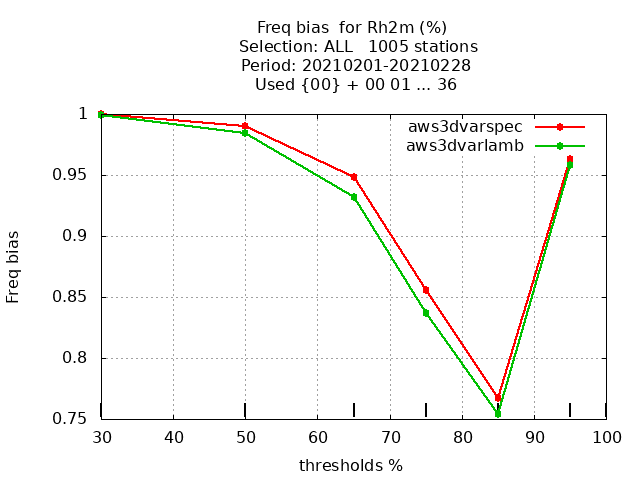 Freq bias  for Rh2m (%)
Selection: ALL   1005 stations
Period: 20210201-20210228
Used {00} + 00 01 ... 36
aws3dvarspec
aws3dvarlamb
1
0.95
0.9
0.85
0.8
0.75
Freq bias
30 40 50 60 70 80 90 100
thresholds %